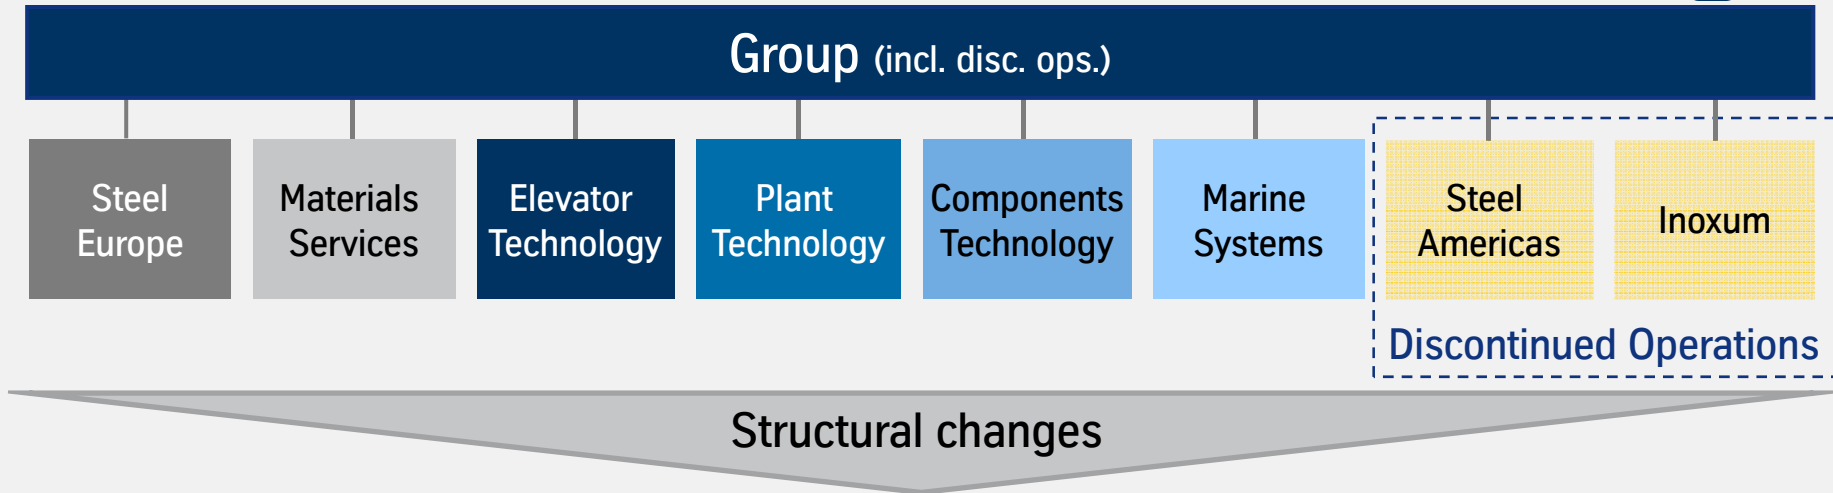 Group (incl. disc. ops.)
Steel
Europe
Materials
Services
Elevator
Technology
Plant
Technology
Components
Technology
Marine
Systems
Steel
Americas
Inoxum
Discontinued Operations
Structural changes